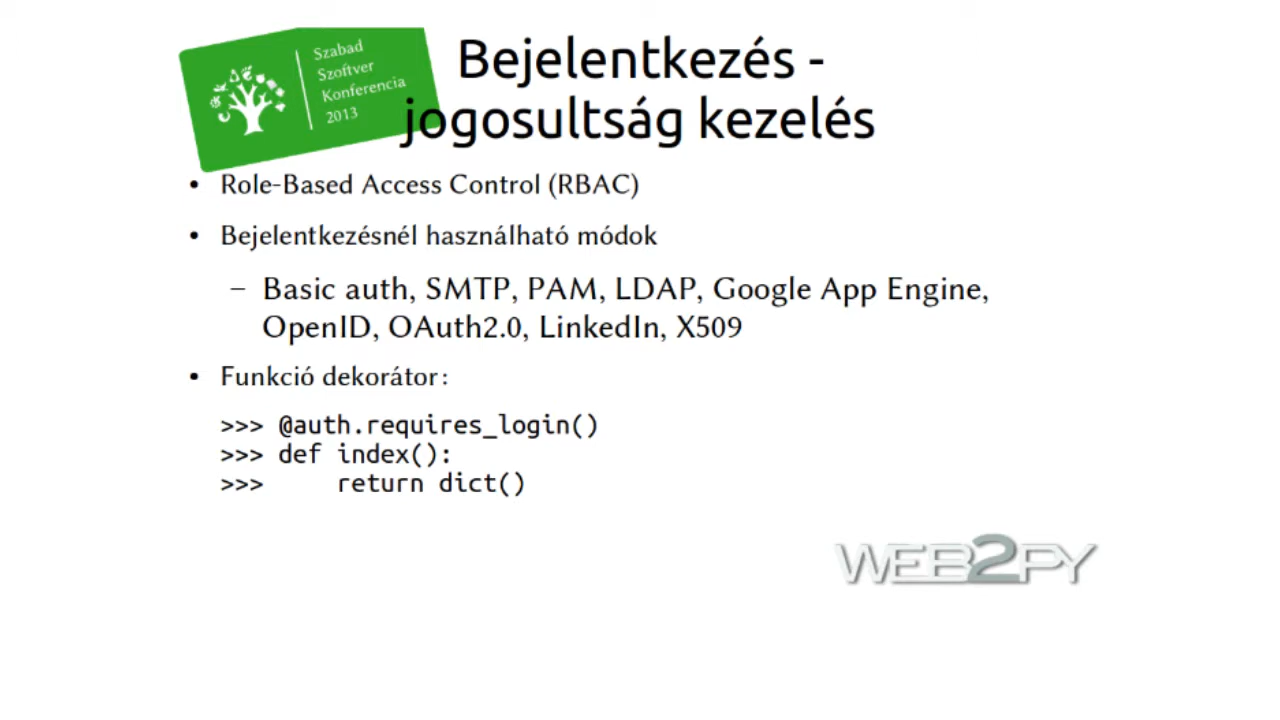 Szabad
Szoftver
Konferencia
2013
Bejelentkezés -
jogosultság kezelés
• Role-Based Access Control (RBAC)
• Bejelentkezésnél használható módok
– Basic auth, SMTP, PAM, LDAP, Google App Engine,
OpenID, OAuth2.0, LinkedIn, X509
• Funkció dekorátor:
>>> @auth.requires_login()
>>> def index():
>>>     return dict()
WEB2PY